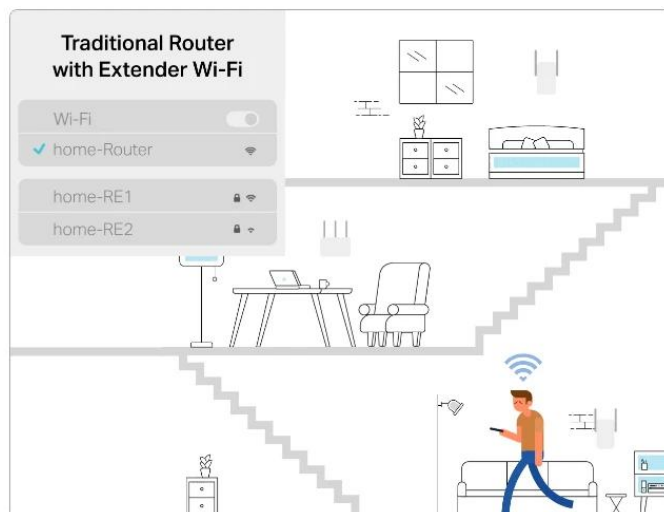 Traditional Router
with Extender Wi-Fi
Wi-Fi
home-Router
home-RE1
home-RE2